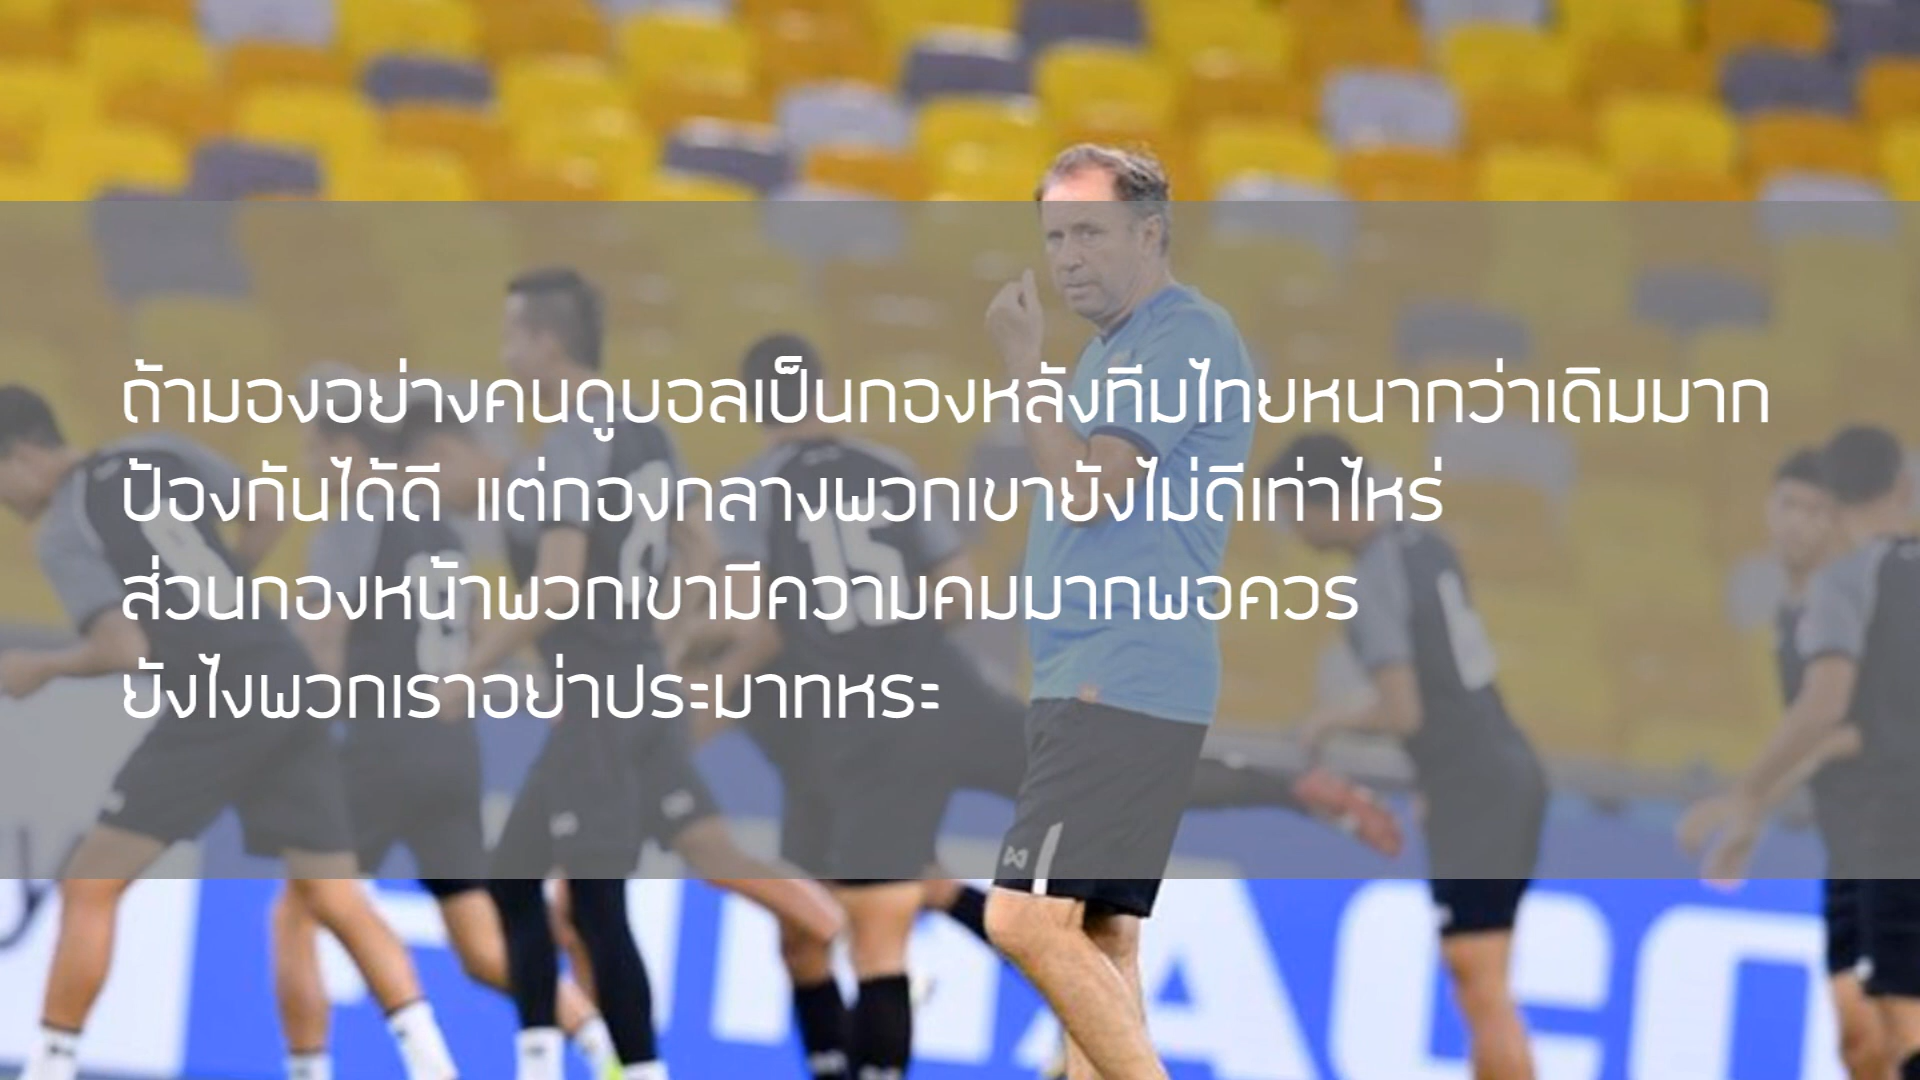 ถ้ามองอย่างคนดูบอลเป็นกองหลังทีมไทยหนากว่าเดิมมาก
ป้องกันได้ดี แต่กองกลางพวกเขายังไม่ดีเท่าไหร่
ส่วนกองหน้าพวกเขามีความคมมากพอควร
ยังไงพวกเราอย่าประมาทหระ
15